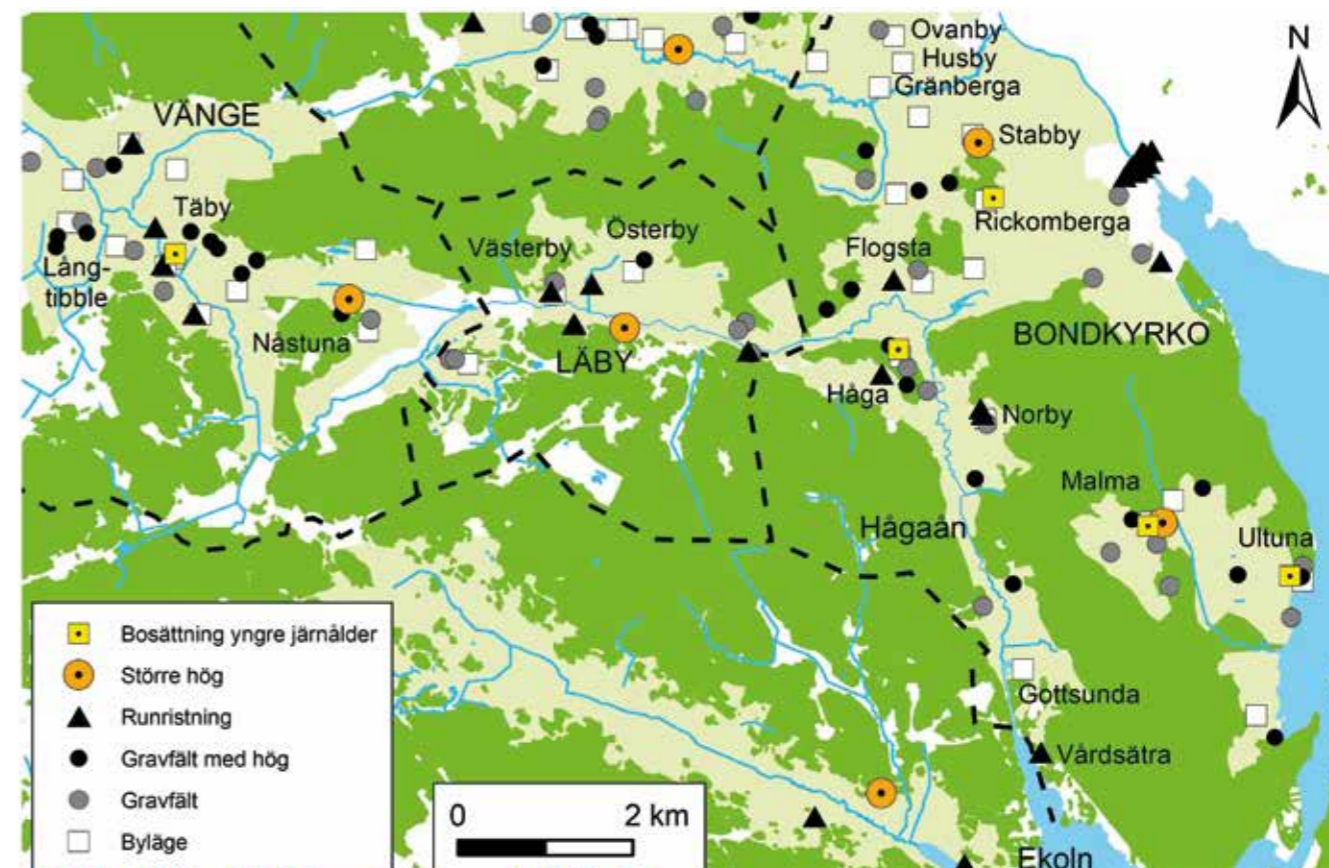 Ovanby
Husby
Gränberga
N
VÄNGE
Stabby
Täby
Rickomberga
Västerby
Österby
Flogsta
Lång-
tibble
Nåstuna
LÄBY
BONDKYRKO
Håga
Norby
Malma
Hågaån
Ultuna
Gottsunda
Vårdsätra
Ekoln
Bosättning yngre järnålder
Större hög
Runristning
Gravfält med hög
Gravfält
Byläge
0 2 km